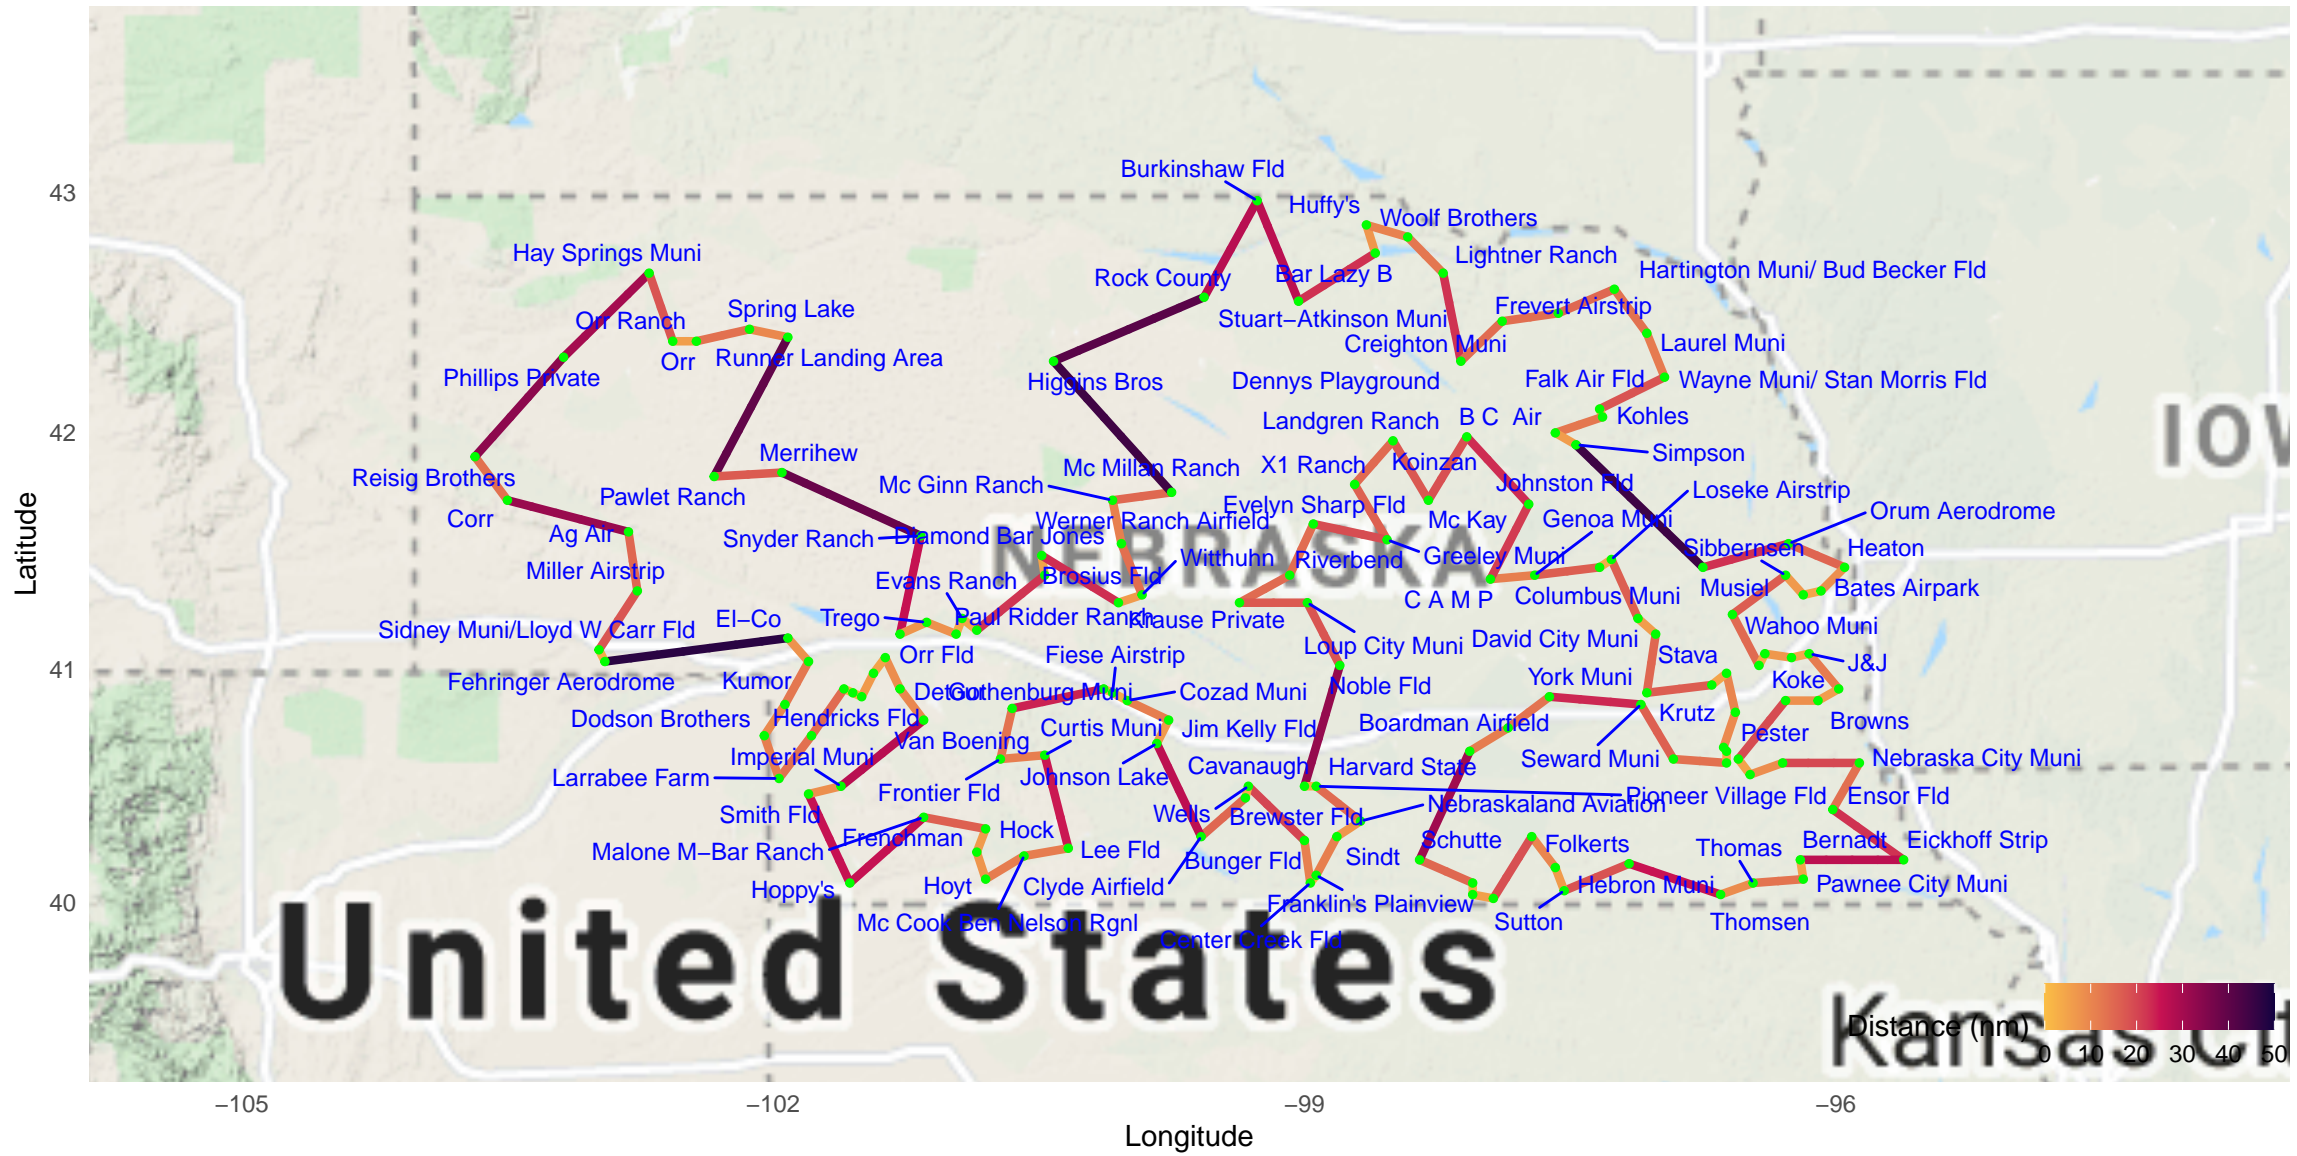 Burkinshaw Fld
43
Huffy's
Woolf Brothers
Hay Springs Muni
Lightner Ranch
Hartington Muni/ Bud Becker Fld
Rock County
Bar Lazy B
Spring Lake
Frevert Airstrip
Orr Ranch
Stuart−Atkinson Muni
Creighton Muni
Laurel Muni
Orr
Runner Landing Area
Phillips Private
Higgins Bros
Dennys Playground
Falk Air Fld
Wayne Muni/ Stan Morris Fld
Landgren Ranch
B C Air
Kohles
42
IOW
Merrihew
Simpson
Reisig Brothers
Mc Millan Ranch
X1 Ranch
Koinzan
Mc Ginn Ranch
Johnston Fld
Loseke Airstrip
Pawlet Ranch
Evelyn Sharp Fld
Corr
Werner Ranch Airfield
Mc Kay
Genoa Muni
Orum Aerodrome
Ag Air
Snyder Ranch
Diamond Bar Jones
NEBRASKA
Sibbernsen
Heaton
Witthuhn
Riverbend
Greeley Muni
Miller Airstrip
Evans Ranch
Brosius Fld
Musiel
Bates Airpark
C A M P
Columbus Muni
El−Co
Trego
Paul Ridder Ranch
Krause Private
Sidney Muni/Lloyd W Carr Fld
Wahoo Muni
Loup City Muni
David City Muni
41
Orr Fld
Fiese Airstrip
Stava
J&J
Fehringer Aerodrome
Kumor
Detour
Gothenburg Muni
Cozad Muni
Noble Fld
York Muni
Koke
Dodson Brothers
Hendricks Fld
Curtis Muni
Jim Kelly Fld
Boardman Airfield
Krutz
Browns
Van Boening
Pester
Imperial Muni
Seward Muni
Nebraska City Muni
Larrabee Farm
Johnson Lake
Cavanaugh
Harvard State
Frontier Fld
Pioneer Village Fld
Ensor Fld
Nebraskaland Aviation
Smith Fld
Wells
Brewster Fld
Frenchman
Hock
Schutte
Folkerts
Bernadt
Eickhoff Strip
Malone M−Bar Ranch
Lee Fld
Bunger Fld
Sindt
Thomas
Hoppy's
Hoyt
Clyde Airfield
Hebron Muni
Pawnee City Muni
40
Franklin's Plainview
Mc Cook Ben Nelson Rgnl
Sutton
Thomsen
Center Creek Fld
United States
Kansas Cit
Distance (nm)
0 10 20 30 40 50
−105 −102 −99 −96
Longitude
Latitude